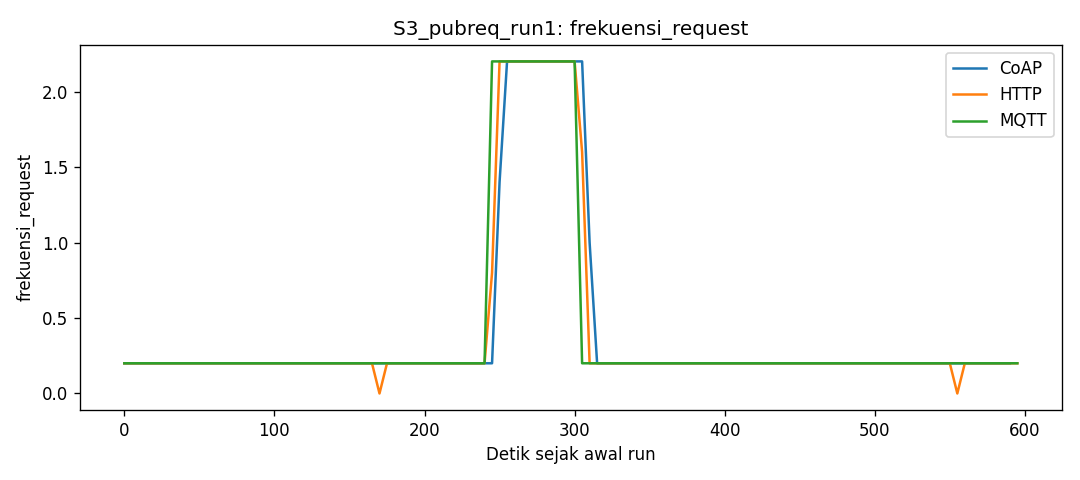 S3_pubreq_run1: frekuensi_request
CoAP
HTTP
MQTT
frekuensi_request
2.0
1.5
1.0
0.5
0.0
0 100 200 300 400 500 600
Detik sejak awal run